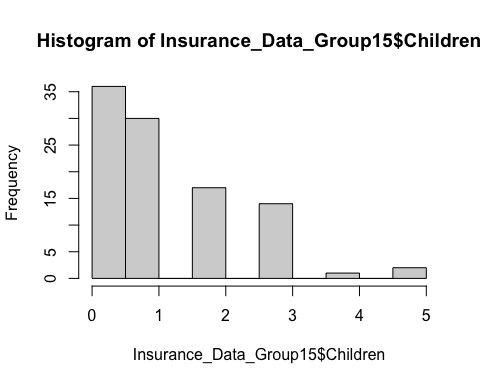 Histogram of Insurance_Data_Group15$Children
Frequency
35
25
15
5
0
0 1 2 3 4 5
Insurance_Data_Group15$Children